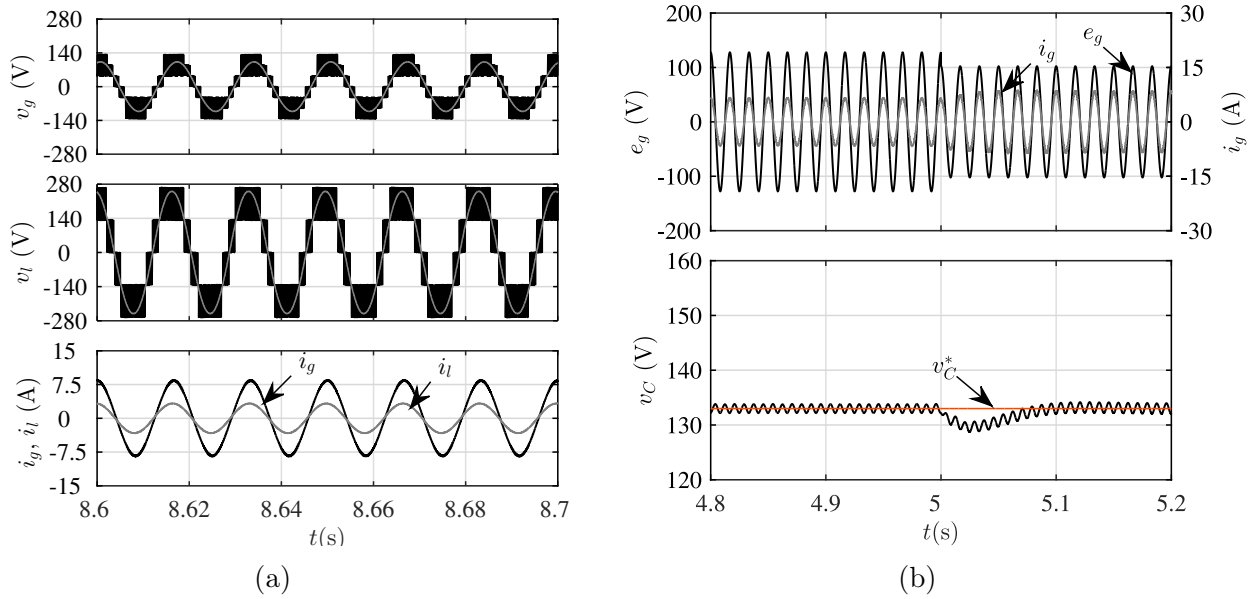 280
140
0
-140
-280
v_g (V)
280
140
0
-140
-280
v_l (V)
15
7.5
0
-7.5
-15
i_g, i_l (A)
i_g
i_l
8.6 8.62 8.64 8.66 8.68 8.7
t(s)
(a)
200
100
0
-100
-200
e_g (V)
30
15
0
-15
-30
i_g (A)
i_g
e_g
160
150
140
130
120
v_C (V)
v_C^*
4.8 4.9 5 5.1 5.2
t(s)
(b)